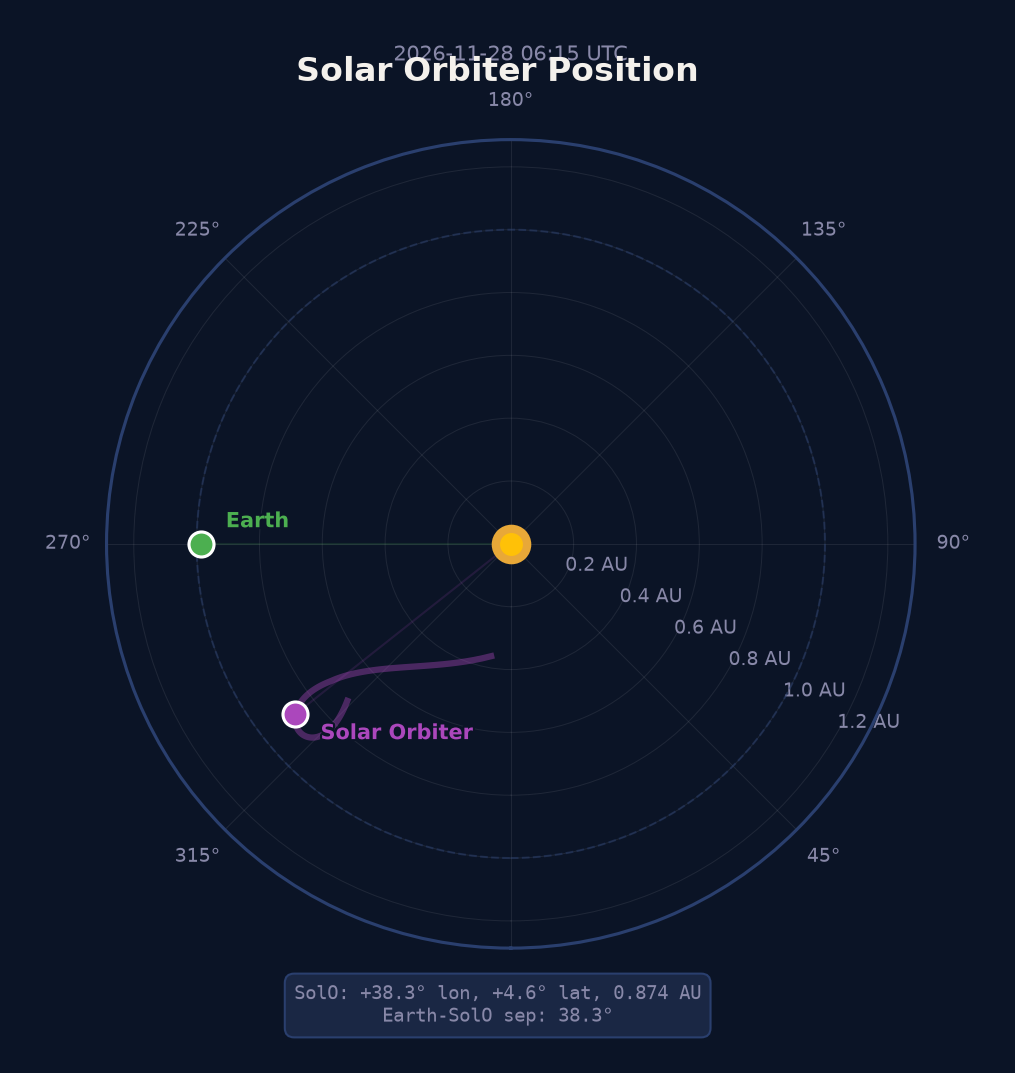 2026-11-28 06:15 UTC
Solar Orbiter Position
180°
225°
135°
Earth
270°
90°
0.2 AU
0.4 AU
0.6 AU
0.8 AU
1.0 AU
1.2 AU
Solar Orbiter
315°
45°
SolO: +38.3° lon, +4.6° lat, 0.874 AU
Earth-SolO sep: 38.3°